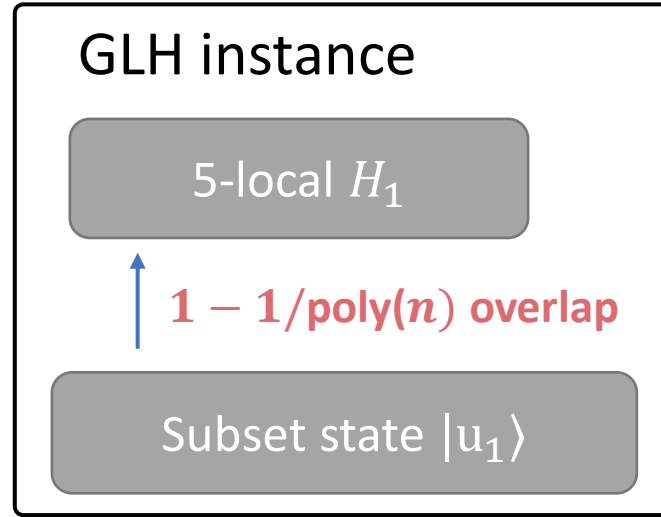 GLH instance
5-local H₁
1 − 1/poly(n) overlap
Subset state |u₁⟩